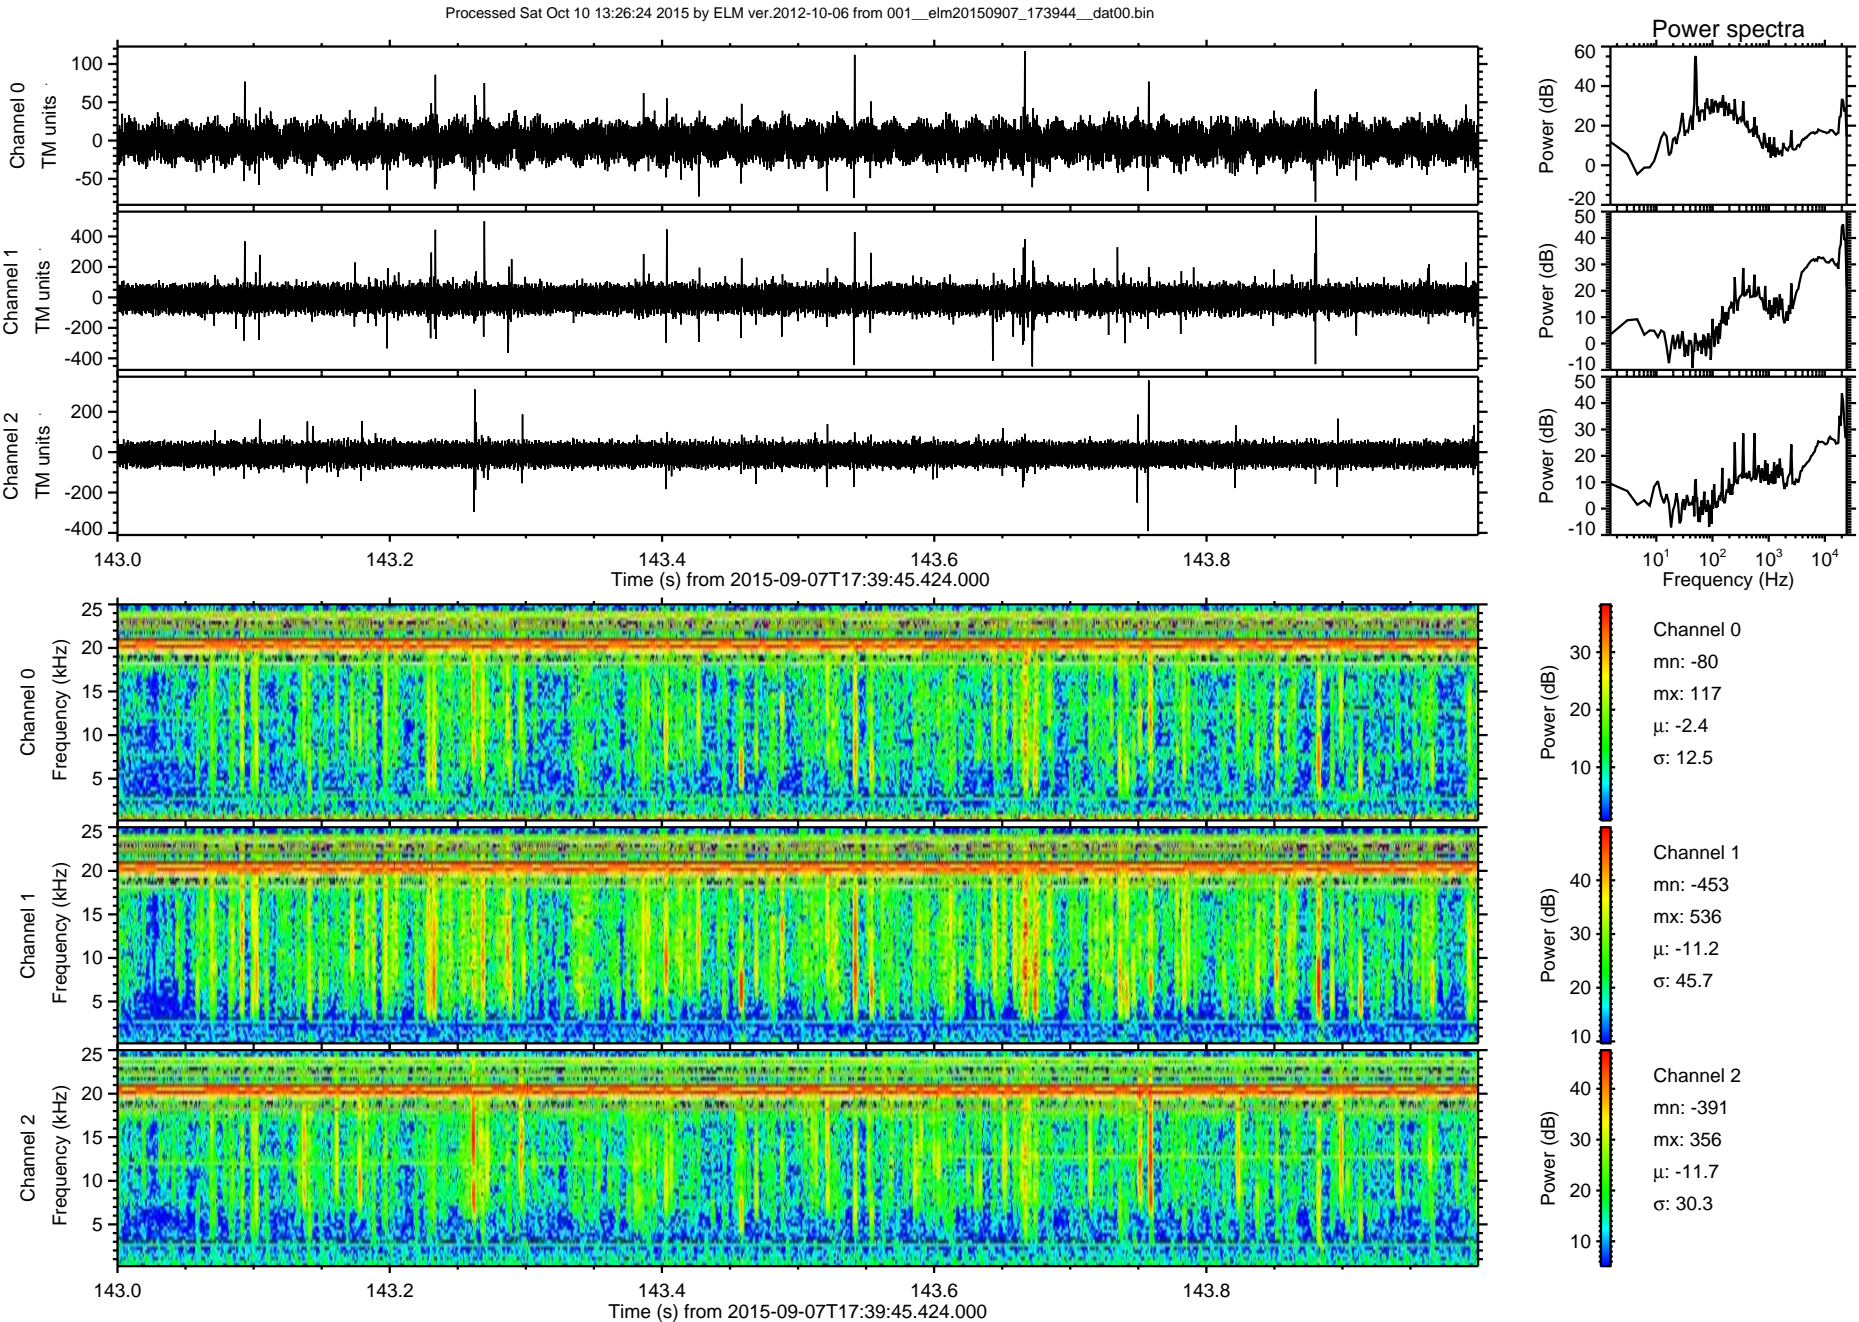 Processed Sat Oct 10 13:26:24 2015 by ELM ver.2012-10-06 from 001__elm20150907_173944__dat00.bin
Power spectra
Channel 0
TM units
100
50
0
-50
Power (dB)
60
40
20
0
-20
Channel 1
TM units
400
200
0
-200
-400
Power (dB)
50
40
30
20
10
0
-10
Channel 2
TM units
200
0
-200
-400
Power (dB)
50
40
30
20
10
0
-10
143.0 143.2 143.4 143.6 143.8
Time (s) from 2015-09-07T17:39:45.424.000
10¹ 10² 10³ 10⁴
Frequency (Hz)
Channel 0
Frequency (kHz)
25
20
15
10
5
Power (dB)
30
20
10
Channel 0
mn: -80
mx: 117
μ: -2.4
σ: 12.5
Channel 1
Frequency (kHz)
25
20
15
10
5
Power (dB)
40
30
20
10
Channel 1
mn: -453
mx: 536
μ: -11.2
σ: 45.7
Channel 2
Frequency (kHz)
25
20
15
10
5
Power (dB)
40
30
20
10
Channel 2
mn: -391
mx: 356
μ: -11.7
σ: 30.3
143.0 143.2 143.4 143.6 143.8
Time (s) from 2015-09-07T17:39:45.424.000